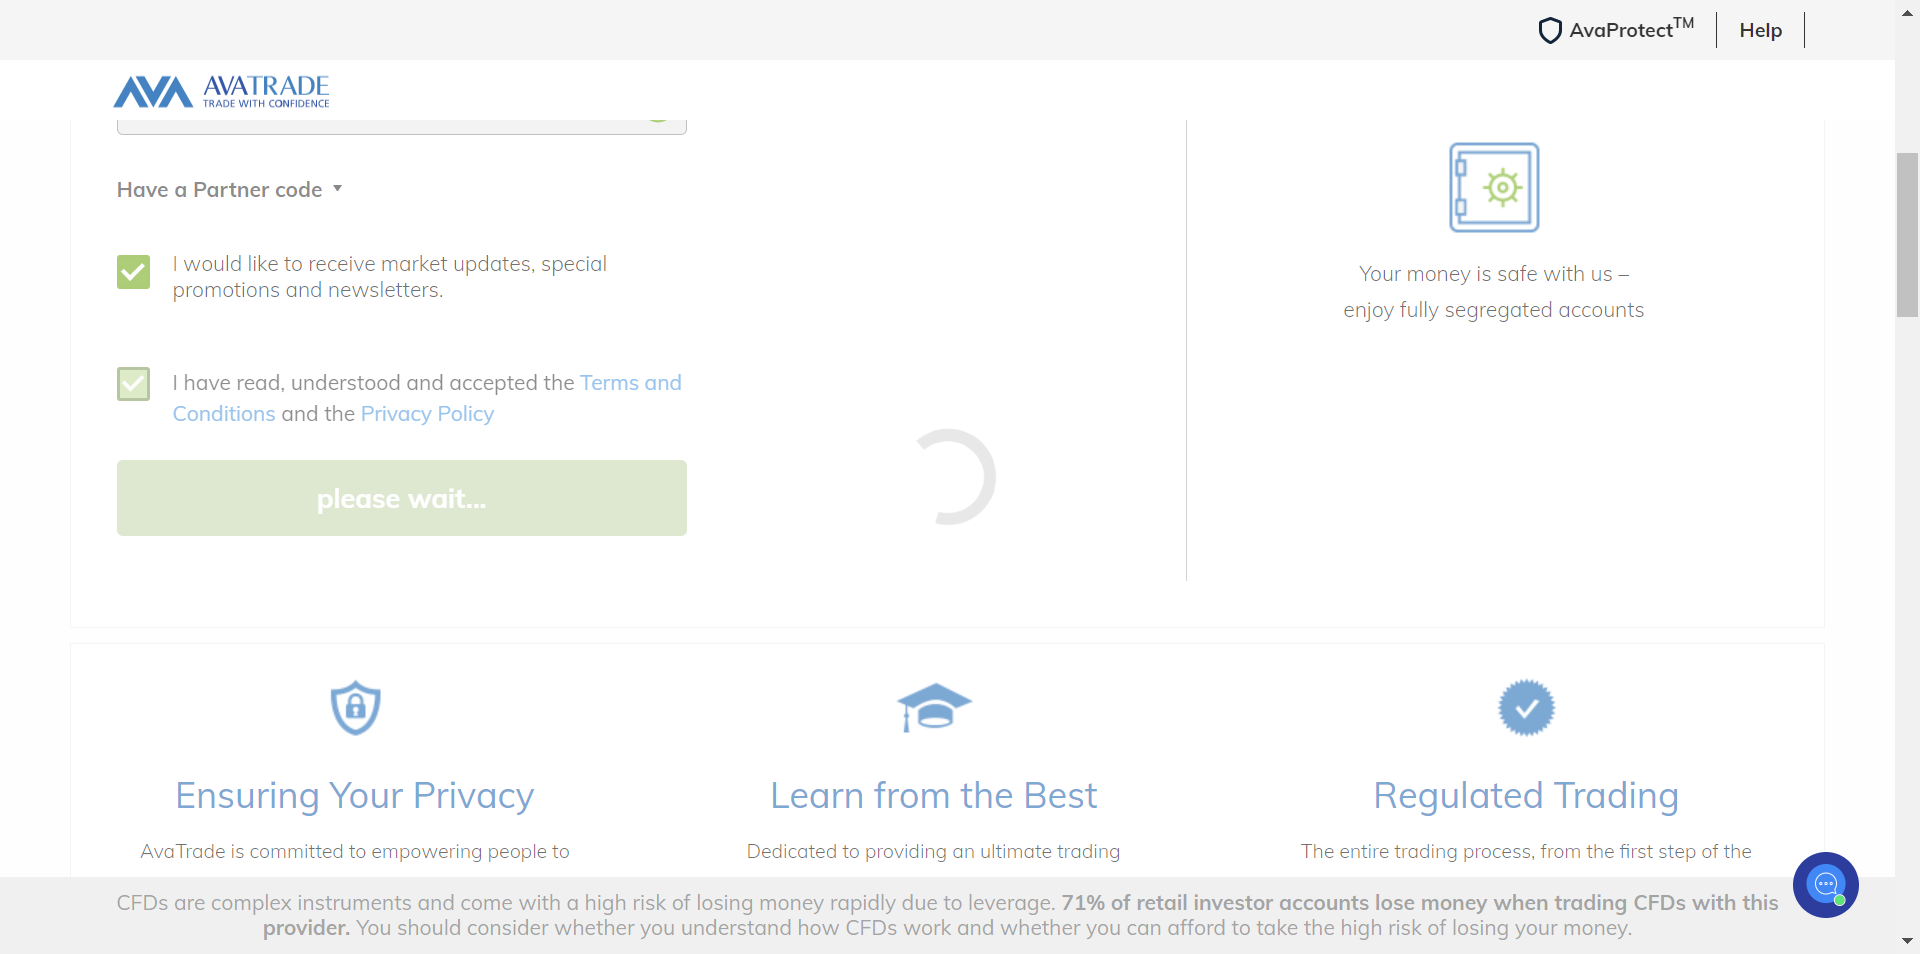 AvaProtect™
Help
AVATRADE
TRADE WITH CONFIDENCE
Have a Partner code
I would like to receive market updates, special
promotions and newsletters.
I have read, understood and accepted the Terms and
Conditions and the Privacy Policy
please wait...
Your money is safe with us –
enjoy fully segregated accounts
Ensuring Your Privacy
AvaTrade is committed to empowering people to
Learn from the Best
Dedicated to providing an ultimate trading
Regulated Trading
The entire trading process, from the first step of the
CFDs are complex instruments and come with a high risk of losing money rapidly due to leverage. 71% of retail investor accounts lose money when trading CFDs with this
provider. You should consider whether you understand how CFDs work and whether you can afford to take the high risk of losing your money.